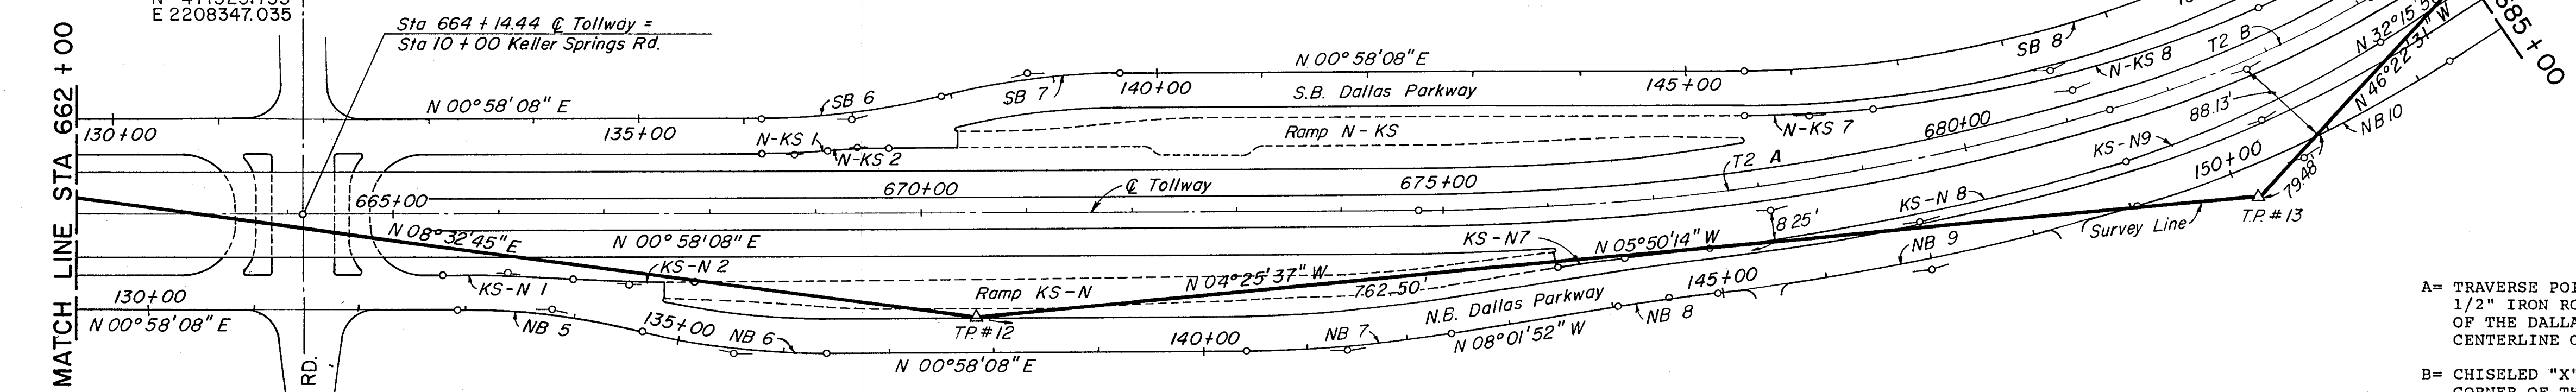 E 2208347.035
MATCH LINE STA 662 + 00
Sta 664 + 14.44 ℄ Tollway =
Sta 10 + 00 Keller Springs Rd.
N 00°58'08" E
130+00
N 00°58'08" E
135+00
SB 6
SB 7
140+00
S.B. Dallas Parkway
145+00
SB 8
T2 B
N 46°22'31" W
685 + 00
N-KS 1
N-KS 2
Ramp N-KS
N-KS 7
N-KS 8
680+00
88.13'
NB 10
665+00
670+00
℄ Tollway
675+00
T2 A
KS-N9
150+00
79.48'
T.P. # 13
N 08°32'45" E
N 00°58'08" E
KS-N7
N 05°50'14" W
8.25'
KS-N 8
Survey Line
KS-N 1
KS-N 2
Ramp KS-N
N 04°25'37" W
762.50'
N.B. Dallas Parkway
145+00
NB 9
130+00
N 00°58'08" E
NB 5
135+00
NB 6
T.P. # 12
N 00°58'08" E
140+00
NB 7
N 08°01'52" W
NB 8
RD.
A= TRAVERSE
1/2" IRON
OF THE
CENTERLINE
B= CHISELED "X"